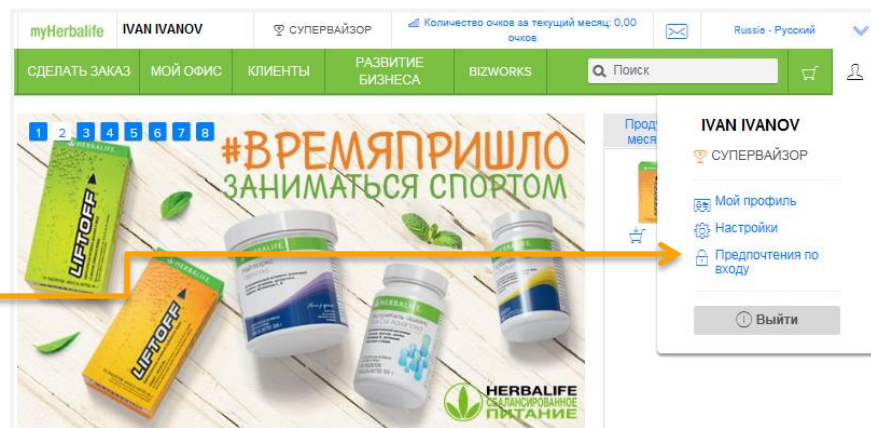 myHerbalife
IVAN IVANOV
СУПЕРВАЙЗОР
Количество очков за текущий месяц: 0,00
очков
Russia - Русский
СДЕЛАТЬ ЗАКАЗ
МОЙ ОФИС
КЛИЕНТЫ
РАЗВИТИЕ
БИЗНЕСА
BIZWORKS
Поиск
1 2 3 4 5 6 7 8
#ВРЕМЯПРИШЛО
ЗАНИМАТЬСЯ СПОРТОМ
HERBALIFE
LIFTOFF
LIFTOFF
HERBALIFE
HERBALIFE
HERBALIFE
СБАЛАНСИРОВАННОЕ
ПИТАНИЕ
IVAN IVANOV
СУПЕРВАЙЗОР
Мой профиль
Настройки
Предпочтения по
входу
Выйти